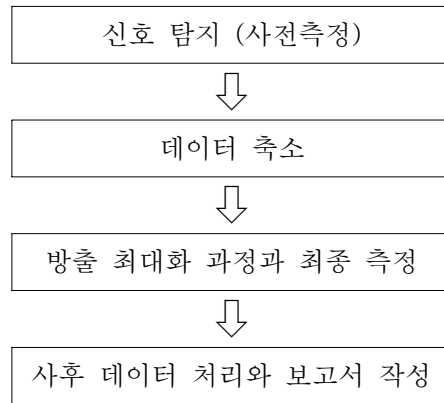 신호 탐지 (사전측정)
데이터 축소
방출 최대화 과정과 최종 측정
사후 데이터 처리와 보고서 작성